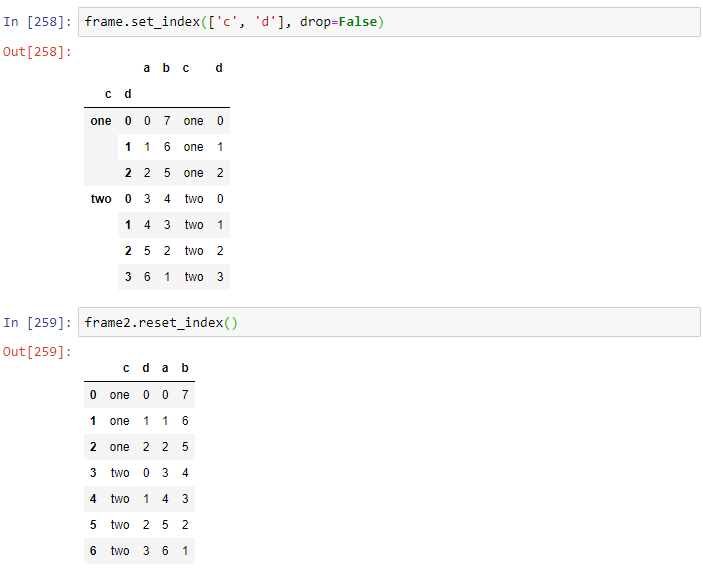 In [258]: frame.set_index(['c', 'd'], drop=False)
Out[258]:
a b c d
c d
one 0 0 7 one 0
1 1 6 one 1
2 2 5 one 2
two 0 3 4 two 0
1 4 3 two 1
2 5 2 two 2
3 6 1 two 3
In [259]: frame2.reset_index()
Out[259]:
c d a b
0 one 0 0 7
1 one 1 1 6
2 one 2 2 5
3 two 0 3 4
4 two 1 4 3
5 two 2 5 2
6 two 3 6 1